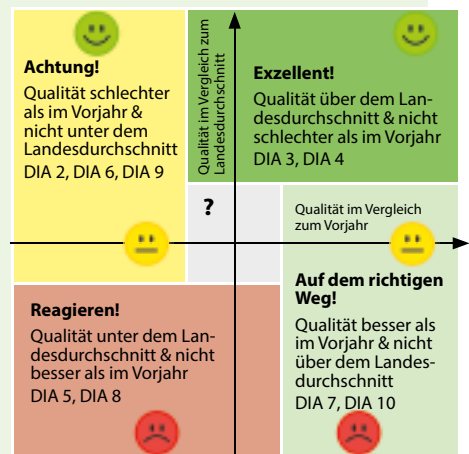 Achtung!
Qualität schlechter
als im Vorjahr &
nicht unter dem
Landesdurchschnitt
DIA 2, DIA 6, DIA 9
Qualität im Vergleich zum
Landesdurchschnitt
Exzellent!
Qualität über dem Lan-
desdurchschnitt & nicht
schlechter als im Vorjahr
DIA 3, DIA 4
?
Qualität im Vergleich
zum Vorjahr
Reagieren!
Qualität unter dem Lan-
desdurchschnitt & nicht
besser als im Vorjahr
DIA 5, DIA 8
Auf dem richtigen
Weg!
Qualität besser als
im Vorjahr & nicht
über dem Landes-
durchschnitt
DIA 7, DIA 10